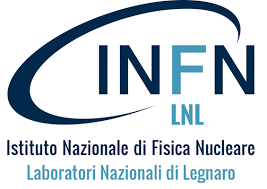 INFN
LNL
Istituto Nazionale di Fisica Nucleare
Laboratori Nazionali di Legnaro